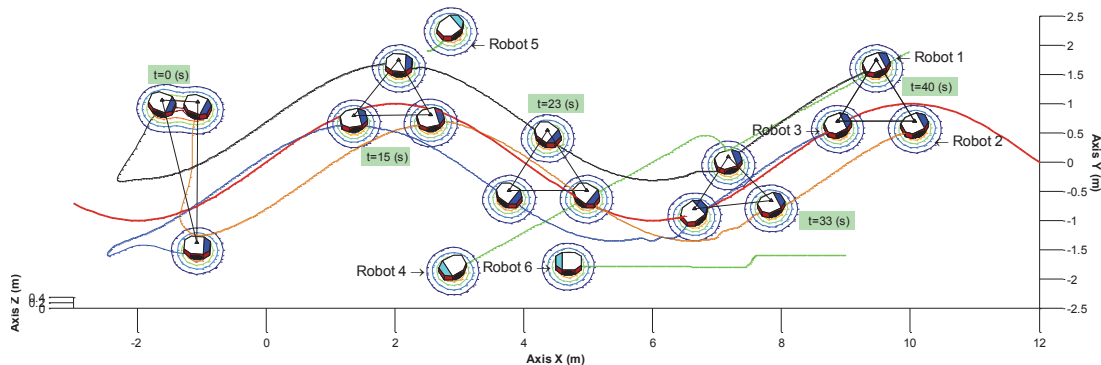 2.5
Robot 5
Robot 1
2
t=0 (s)
1.5
t=40 (s)
1
t=23 (s)
Robot 3
0.5
Robot 2
t=15 (s)
0
-0.5
t=33 (s)
-1
Robot 4
Robot 6
-1.5
-2
-2.5
Axis Y (m)
0.4
0.2
0
Axis Z (m)
-2
0
2
4
6
8
10
12
Axis X (m)